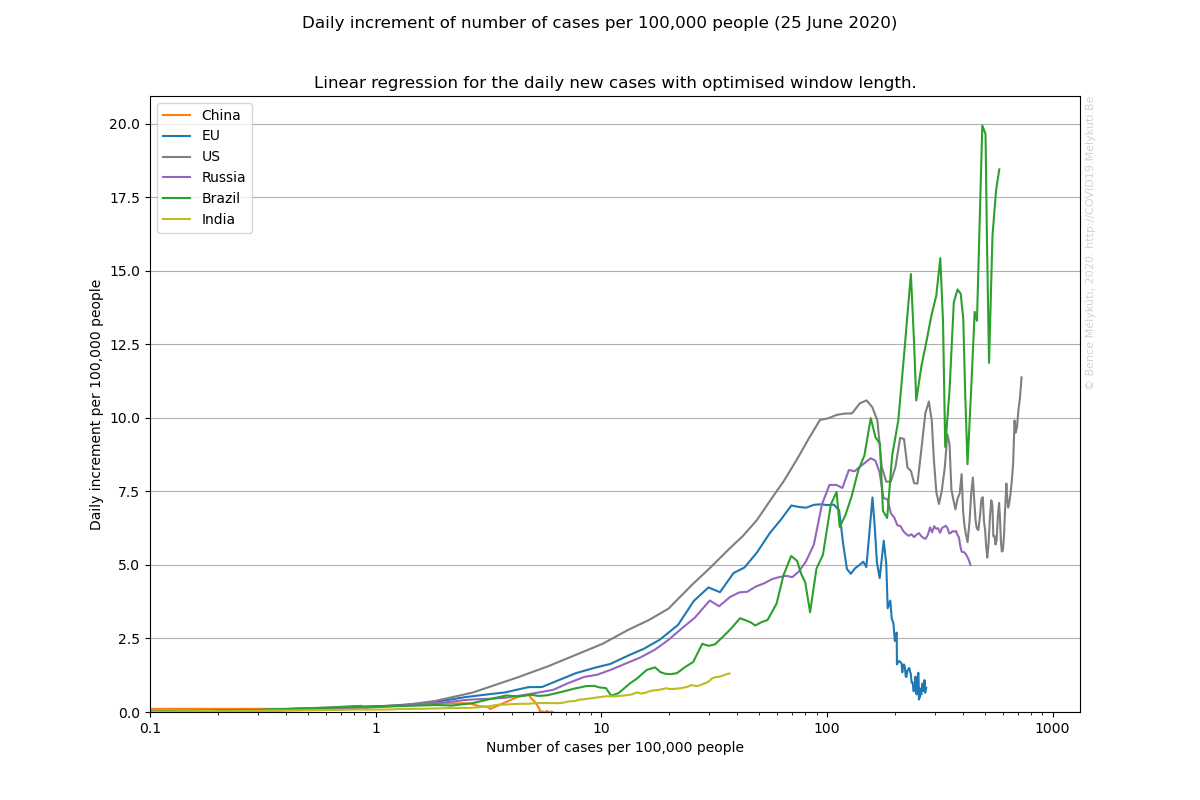 Daily increment of number of cases per 100,000 people (25 June 2020)
Linear regression for the daily new cases with optimised window length.
China
EU
US
Russia
Brazil
India
20.0
17.5
15.0
12.5
10.0
7.5
5.0
2.5
0.0
Daily increment per 100,000 people
0.1
1
10
100
1000
Number of cases per 100,000 people
© Bence Melykuti, 2020. http://COVID19.Melykuti.Be